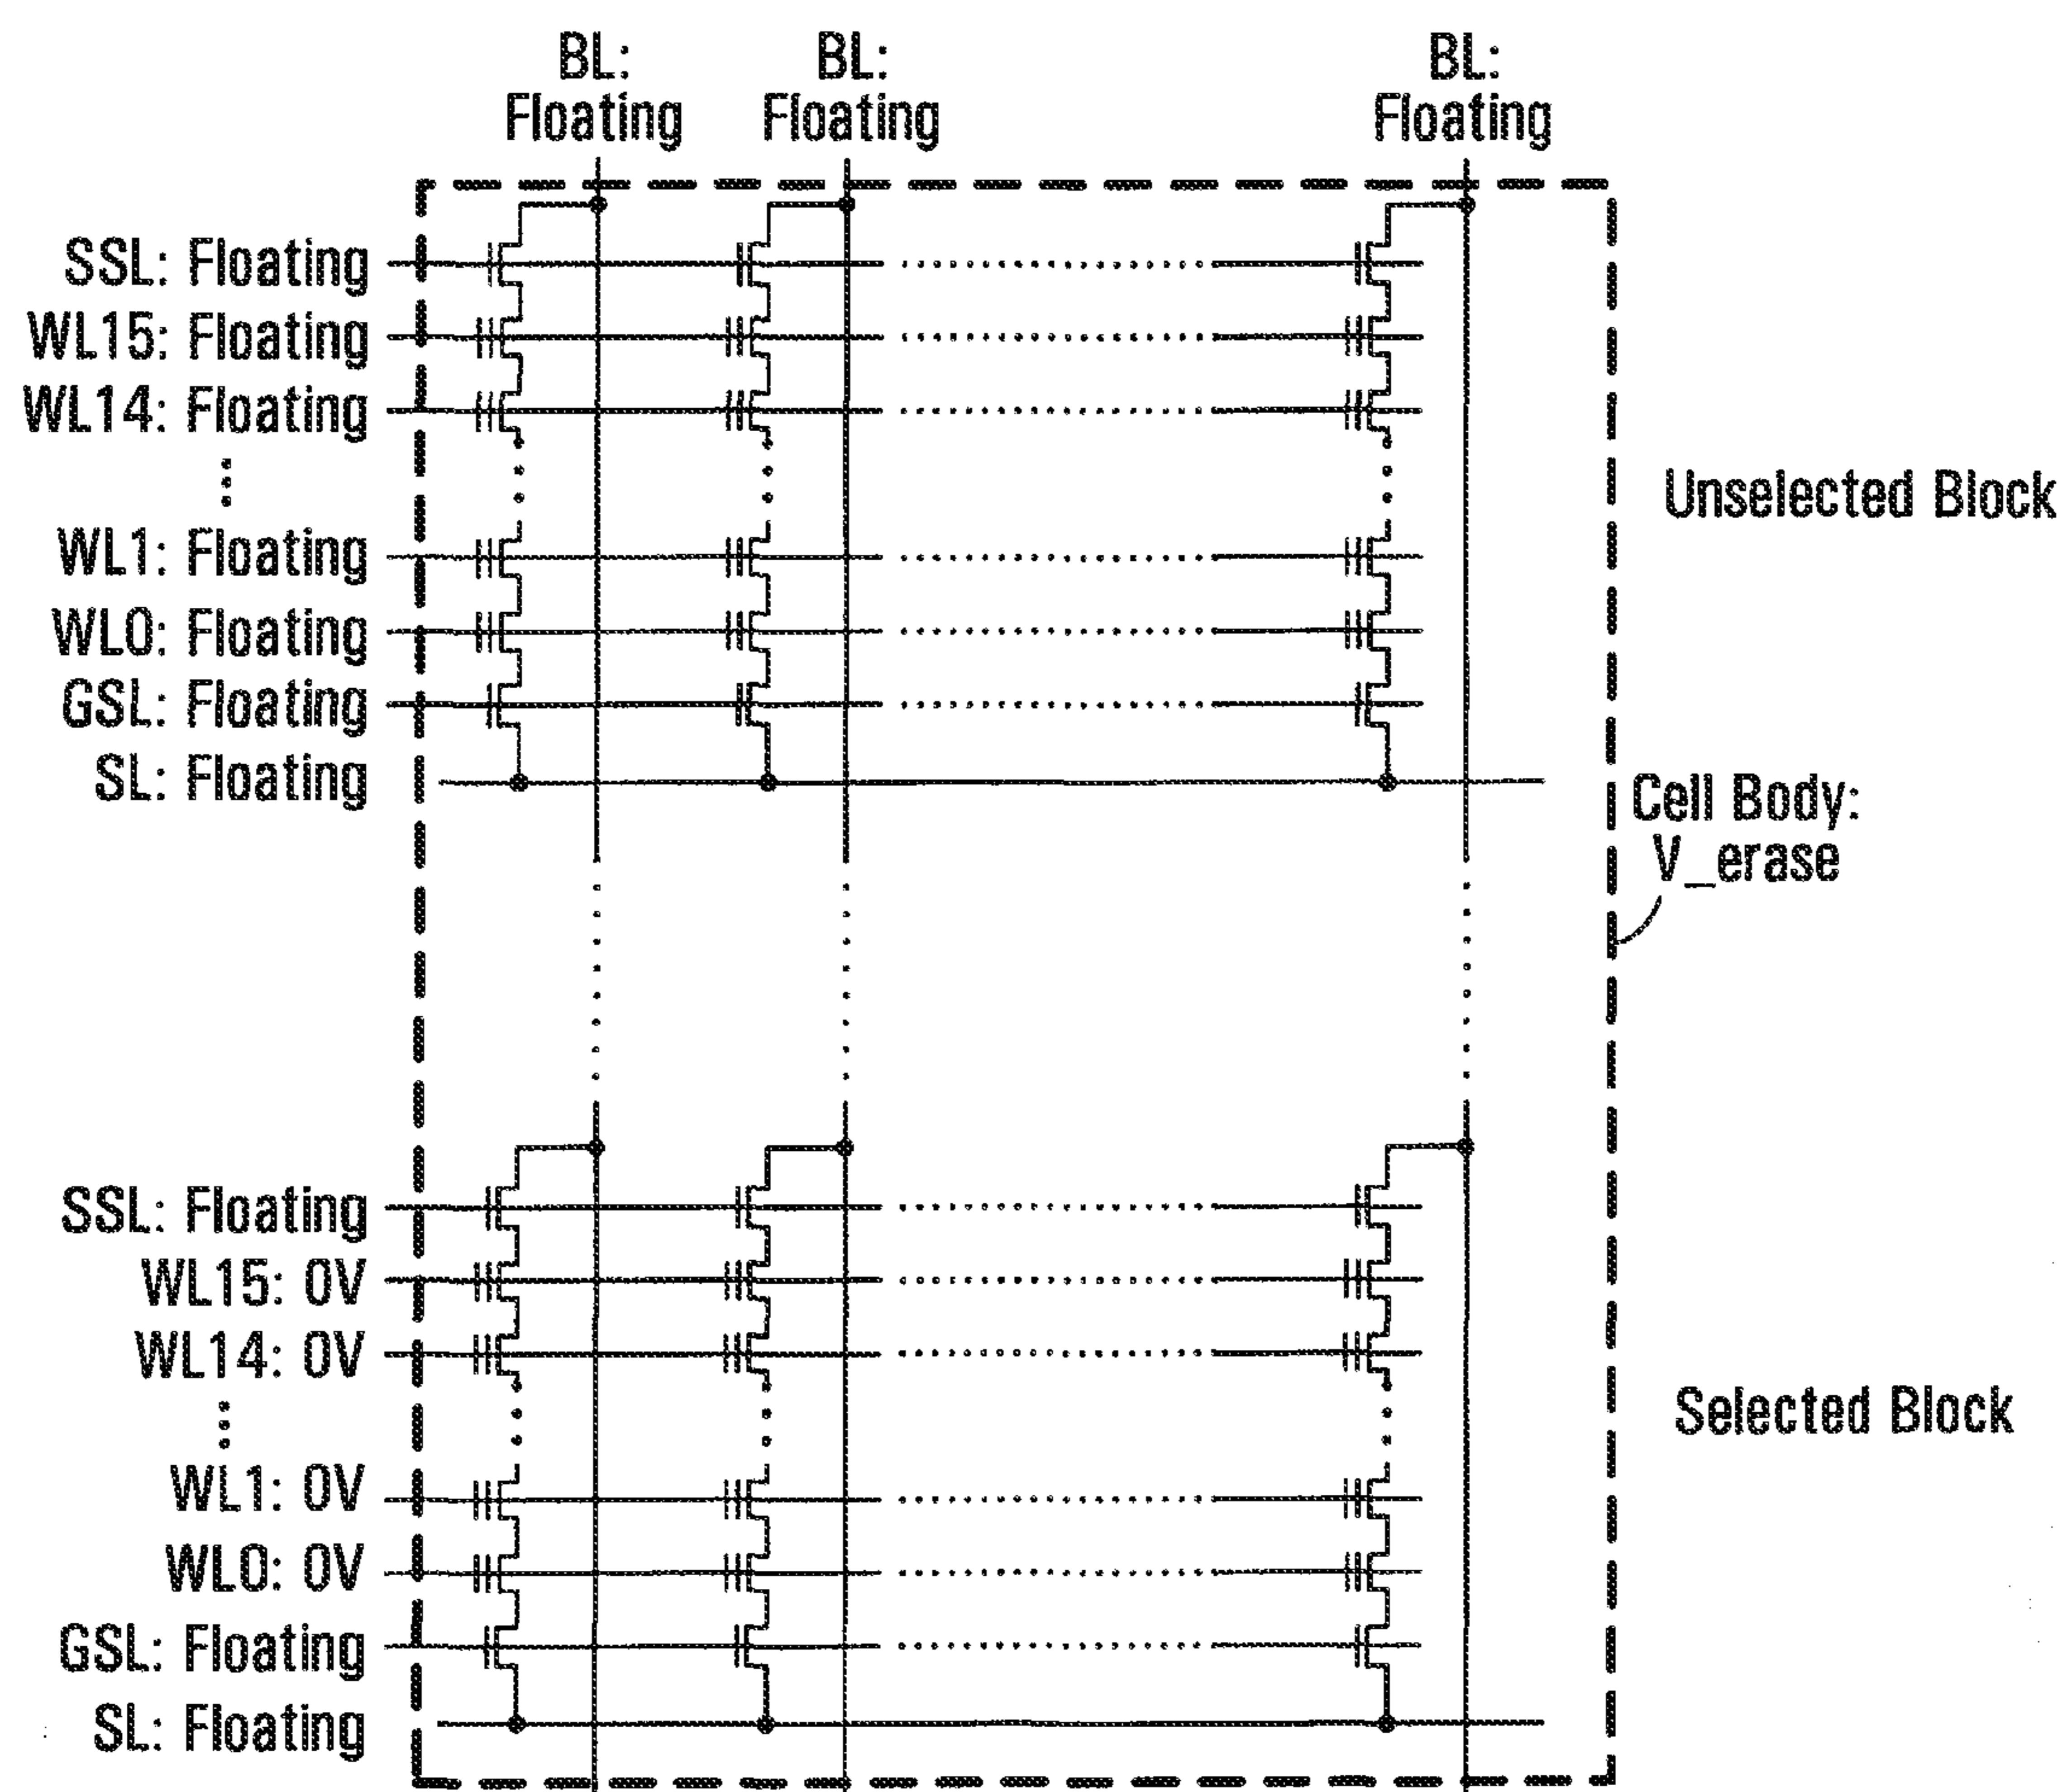 BL:
Floating
BL:
Floating
BL:
Floating
SSL: Floating
WL15: Floating
WL14: Floating
WL1: Floating
WL0: Floating
GSL: Floating
SL: Floating
Unselected Block
Cell Body:
V_erase
SSL: Floating
WL15: 0V
WL14: 0V
WL1: 0V
WL0: 0V
GSL: Floating
SL: Floating
Selected Block